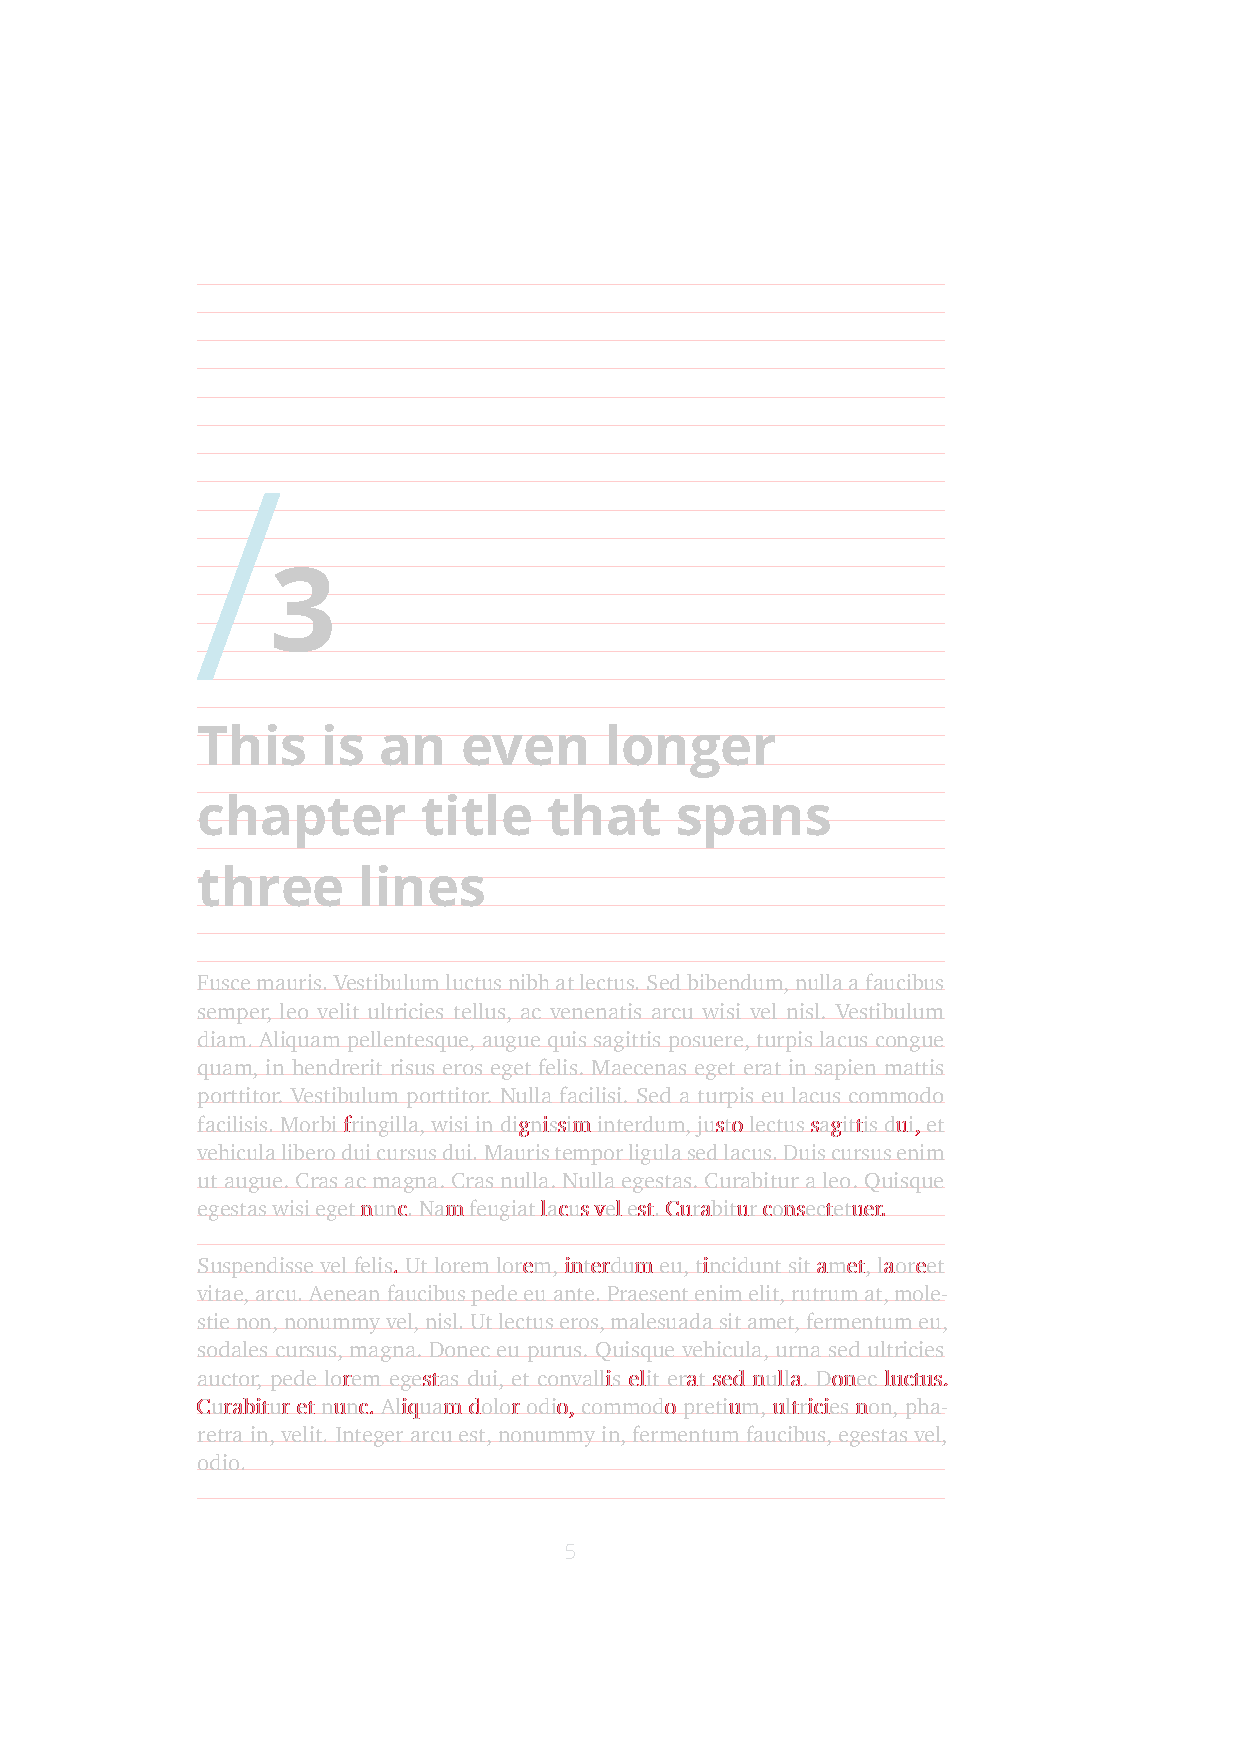 /3
This is an even longer
chapter title that spans
three lines
Fusce mauris. Vestibulum luctus nibh at lectus. Sed bibendum, nulla a faucibus
semper, leo velit ultricies tellus, ac venenatis arcu wisi vel nisl. Vestibulum
diam. Aliquam pellentesque, augue quis sagittis posuere, turpis lacus congue
quam, in hendrerit risus eros eget felis. Maecenas eget erat in sapien mattis
porttitor. Vestibulum porttitor. Nulla facilisi. Sed a turpis eu lacus commodo
facilisis. Morbi fringilla, wisi in dignissim interdum, justo lectus sagittis dui, et
vehicula libero dui cursus dui. Mauris tempor ligula sed lacus. Duis cursus enim
ut augue. Cras ac magna. Cras nulla. Nulla egestas. Curabitur a leo. Quisque
egestas wisi eget nunc. Nam feugiat lacus vel est. Curabitur consectetuer.
Suspendisse vel felis. Ut lorem lorem, interdum eu, tincidunt sit amet, laoreet
vitae, arcu. Aenean faucibus pede eu ante. Praesent enim elit, rutrum at, mole-
stie non, nonummy vel, nisl. Ut lectus eros, malesuada sit amet, fermentum eu,
sodales cursus, magna. Donec eu purus. Quisque vehicula, urna sed ultricies
auctor, pede lorem egestas dui, et convallis elit erat sed nulla. Donec luctus.
Curabitur et nunc. Aliquam dolor odio, commodo pretium, ultricies non, pha-
retra in, velit. Integer arcu est, nonummy in, fermentum faucibus, egestas vel,
odio.
5